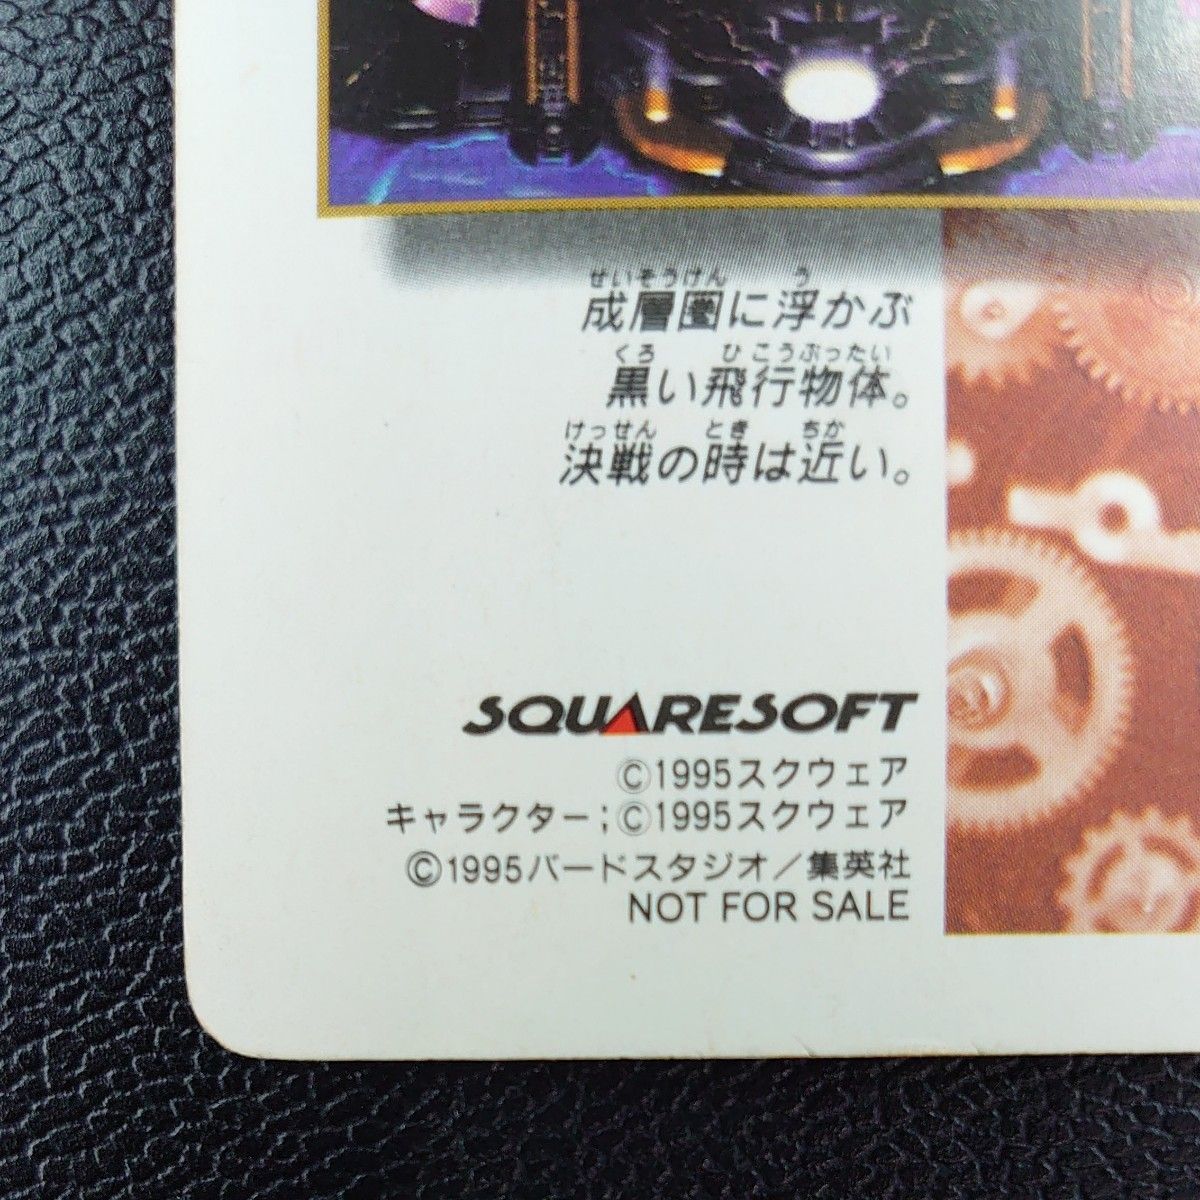 せいそうけん う
成層圏に浮かぶ
くろ ひこうぶったい
黒い飛行物体。
けっせん とき ちか
決戦の時は近い。
SQUARESOFT
©1995スクウェア
キャラクター;©1995スクウェア
©1995バードスタジオ/集英社
NOT FOR SALE